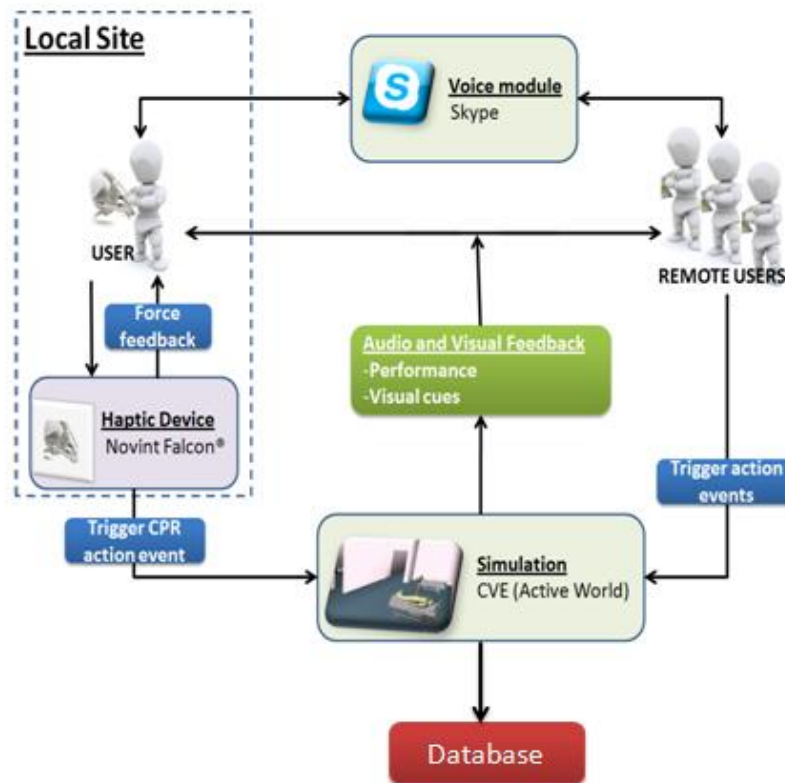 Local Site
Voice module
Skype
USER
REMOTE USERS
Force
feedback
Audio and Visual Feedback
-Performance
-Visual cues
Haptic Device
Novint Falcon®
Trigger action
events
Trigger CPR
action event
Simulation
CVE (Active World)
Database